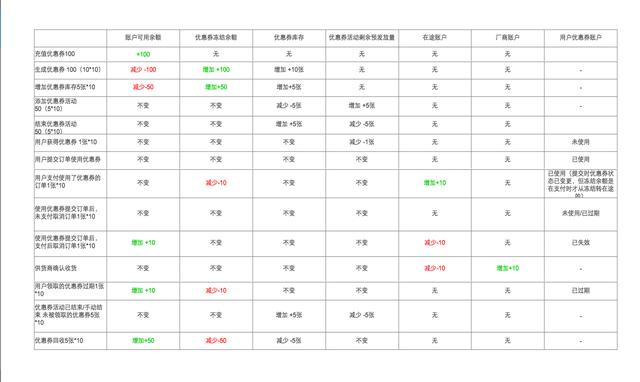 账户可用余额 优惠券冻结余额 优惠券库存 优惠券活动剩余预差放量 在途账户 厂商账户 用户优惠券账户
充值优惠券100 +100 无 无 无 无 无
生成优惠券 100（10*10） 减少 -100 增加 +100 增加 +10张 无 无 无 -
增加优惠券库存5张*10 减少-50 增加+50 增加+5张 无 无 无 -
添加优惠券活动
50（5*10） 不变 不变 减少 -5张 增加 +5张 无 无
结束优惠券活动
50（5*10） 不变 不变 增加 +5张 减少 -5张 无 无
用户获得优惠券 1张*10 不变 不变 不变 减少 -1张 无 无 未使用
用户提交订单使用优惠券 不变 不变 不变 不变 无 无 已使用
用户支付使用了优惠券的
订单1张*10 不变 减少-10 不变 不变 增加+10 无 已使用（提交时优惠券状
态已变更，但冻结余额是
在支付时才从冻结转在途
的）
使用优惠券提交订单后，
未支付取消订单1张*10 不变 不变 不变 不变 无 无 未使用/已过期
使用优惠券提交订单后，
支付后取消订单1张*10 增加 +10 不变 不变 不变 减少-10 无 已失效
供货商确认收货 不变 不变 不变 不变 减少-10 增加+10 -
用户领取的优惠券过期1张
*10 增加 +10 减少-10 不变 不变 无 无 已过期
优惠券活动已结束/手动结
束 未被领取的优惠券5张
*10 不变 不变 增加 +5张 减少 -5张 无 无 -
优惠券回收5张*10 增加+50 减少-50 减少 -5张 不变 无 无 -